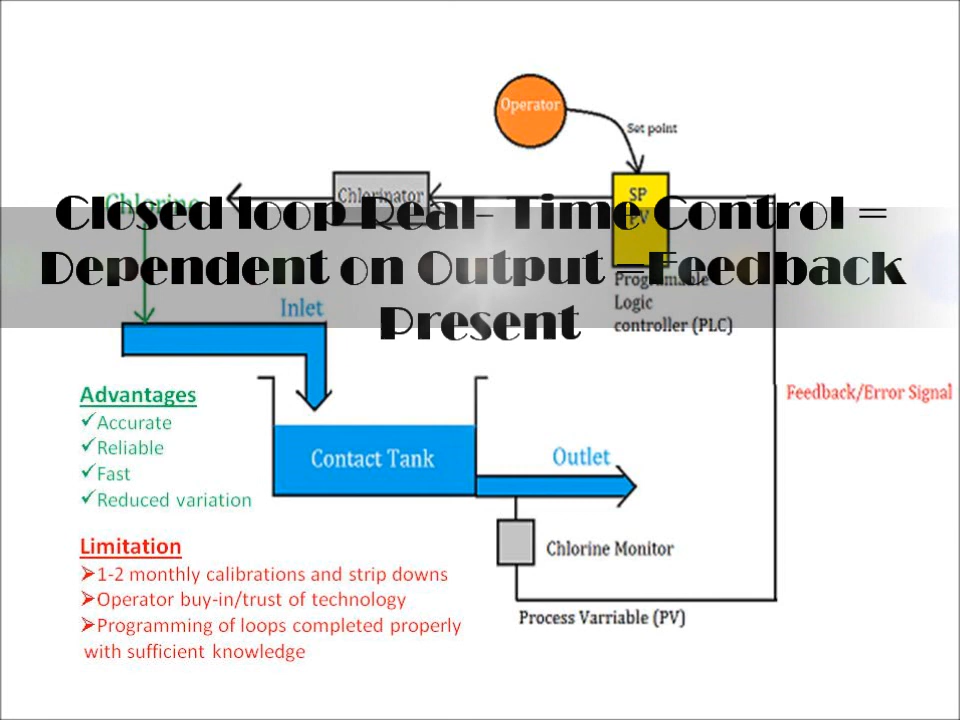 Operator
Set point
Chlorine
Chlorinator
SP
PV
Closed loop Real- Time Control =
Dependent on Output =Feedback
Present
Programable
Logic
controller (PLC)
Inlet
Advantages
✓Accurate
✓Reliable
✓Fast
✓Reduced variation
Feedback/Error Signal
Contact Tank
Outlet
Limitation
➢1-2 monthly calibrations and strip downs
➢Operator buy-in/trust of technology
➢Programming of loops completed properly
with sufficient knowledge
Chlorine Monitor
Process Varriable (PV)